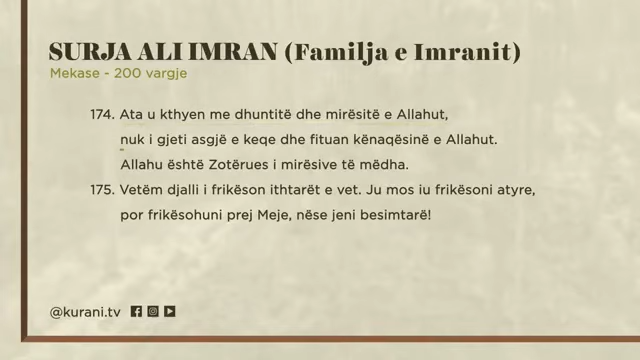 SURJA ALI IMRAN (Familja e Imranit)
Mekase - 200 vargje
174. Ata u kthyen me dhuntitë dhe mirësitë e Allahut,
nuk i gjeti asgjë e keqe dhe fituan kënaqësinë e Allahut.
Allahu është Zotërues i mirësive të mëdha.
175. Vetëm djalli i frikëson ithtarët e vet. Ju mos iu frikësoni atyre,
por frikësohuni prej Meje, nëse jeni besimtarë!
@kurani.tv